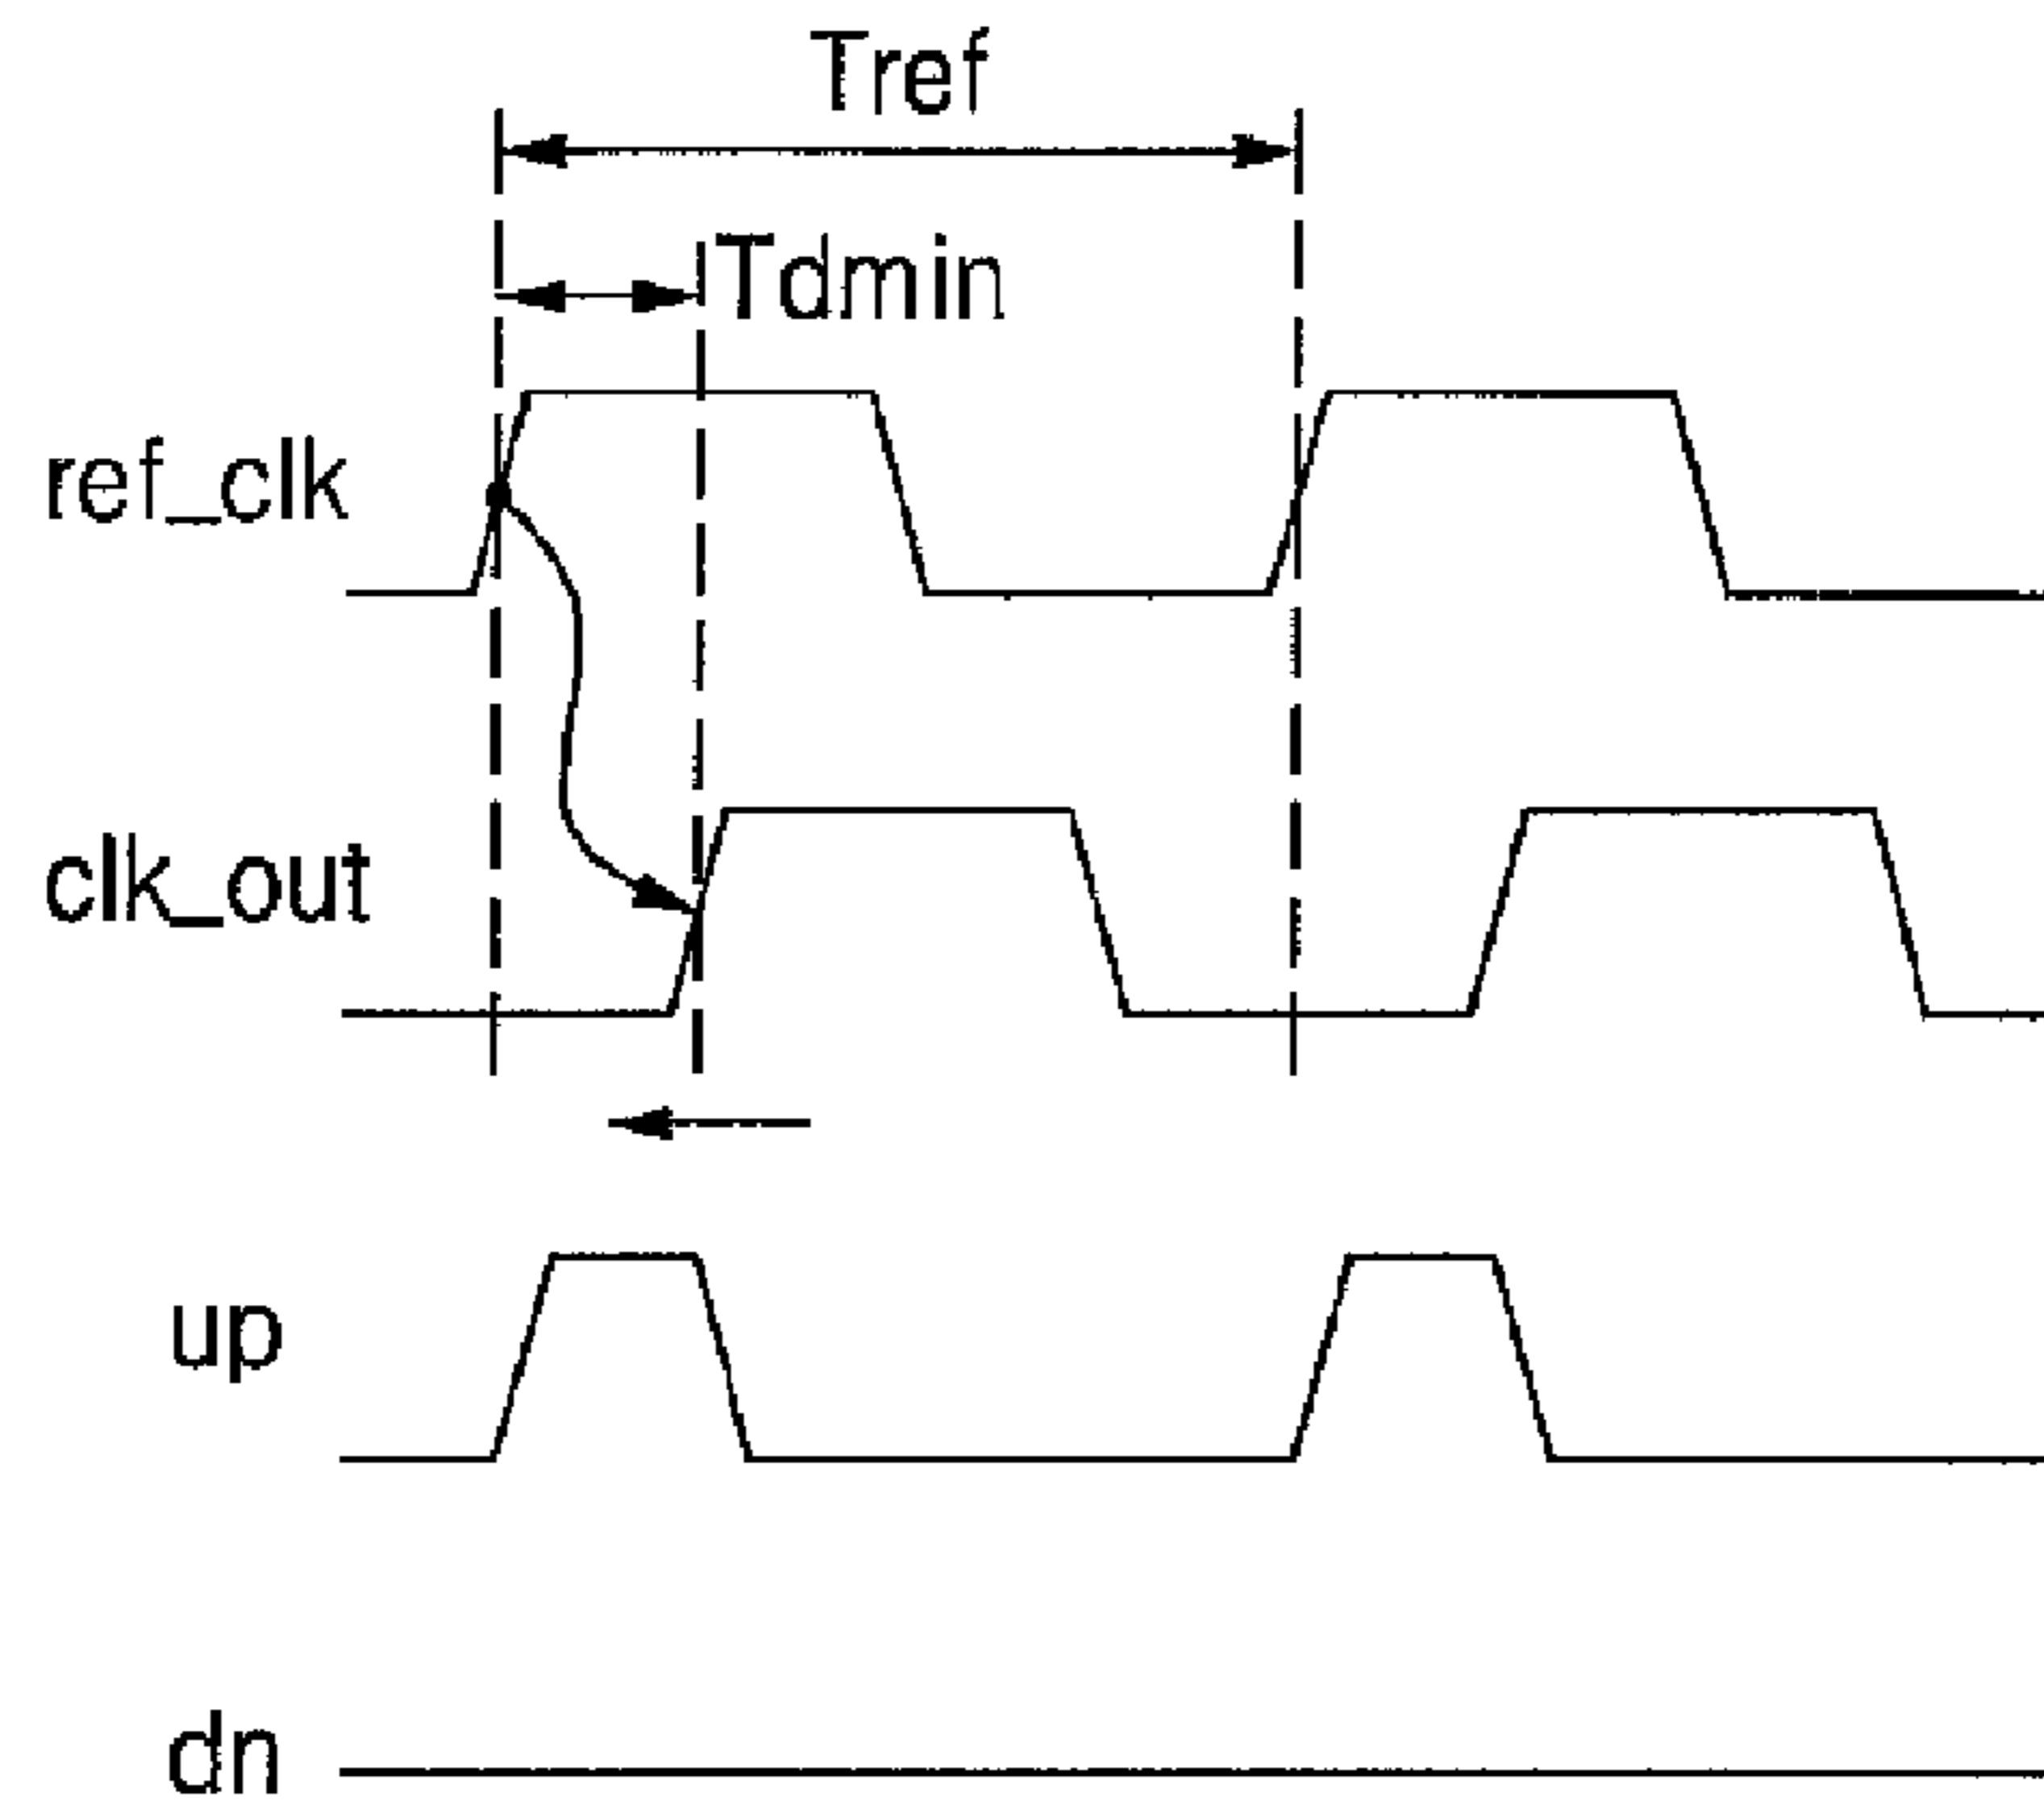 Tref
Tdmin
ref_clk
clk_out
up
dn